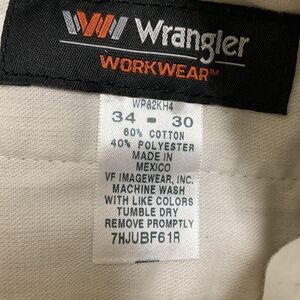 Wrangler
WORKWEAR™
WP82KH4
34 - 30
60% COTTON
40% POLYESTER
MADE IN
MEXICO
VF IMAGEWEAR, INC.
MACHINE WASH
WITH LIKE COLORS
TUMBLE DRY
REMOVE PROMPTLY
7HJUBF61R